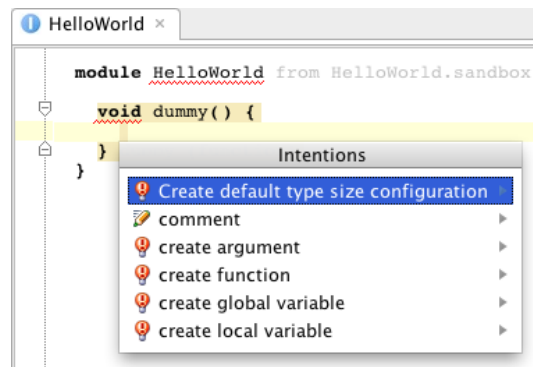 HelloWorld ×
module HelloWorld from HelloWorld.sandbox
void dummy() {
}
}
Intentions
Create default type size configuration
comment
create argument
create function
create global variable
create local variable